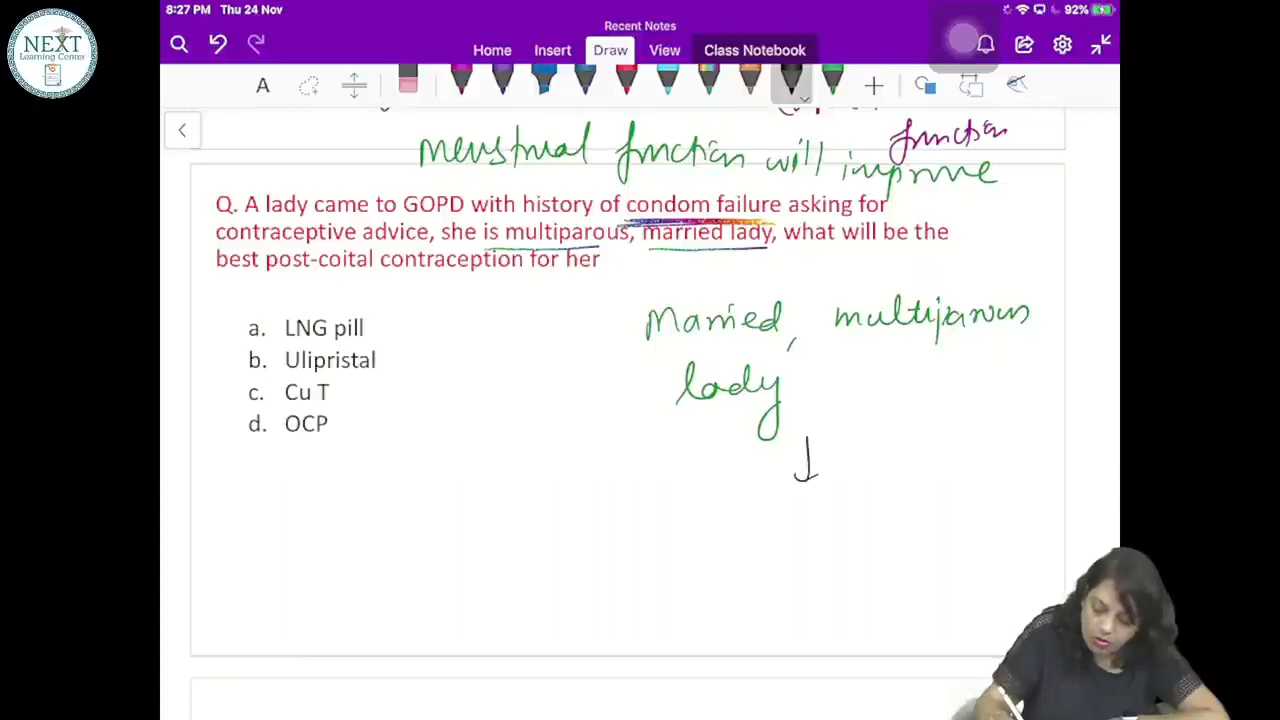 8:27 PM Thu 24 Nov
92%
NEXT
Learning Center
Recent Notes
Home Insert Draw View Class Notebook
A
function
menstrual function will improve
Q. A lady came to GOPD with history of condom failure asking for
contraceptive advice, she is multiparous, married lady, what will be the
best post-coital contraception for her
a. LNG pill
b. Ulipristal
c. Cu T
d. OCP
Married, multiparous
lady